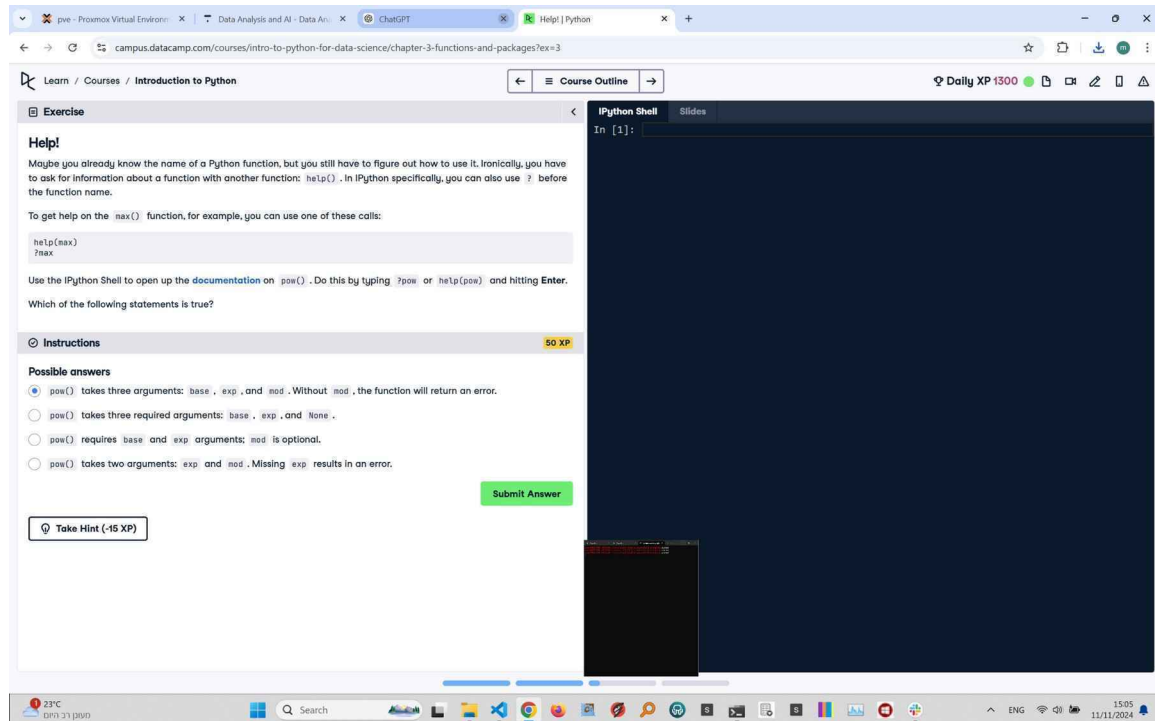 pve - Proxmox Virtual Environm
Data Analysis and AI - Data An
ChatGPT
Help! | Python
campus.datacamp.com/courses/intro-to-python-for-data-science/chapter-3-functions-and-packages?ex=3
Learn / Courses / Introduction to Python
Course Outline
Daily XP 1300
Exercise
IPython Shell Slides
In [1]:
Help!
Maybe you already know the name of a Python function, but you still have to figure out how to use it. Ironically, you have
to ask for information about a function with another function: help() . In IPython specifically, you can also use ? before
the function name.
To get help on the max() function, for example, you can use one of these calls:
help(max)
?max
Use the IPython Shell to open up the documentation on pow() . Do this by typing ?pow or help(pow) and hitting Enter.
Which of the following statements is true?
Instructions
50 XP
Possible answers
pow() takes three arguments: base , exp , and mod . Without mod , the function will return an error.
pow() takes three required arguments: base , exp , and None .
pow() requires base and exp arguments; mod is optional.
pow() takes two arguments: exp and mod . Missing exp results in an error.
Submit Answer
Take Hint (-15 XP)
23°C
מעונן ברובו היום
Search
ENG
15:05
11/11/2024